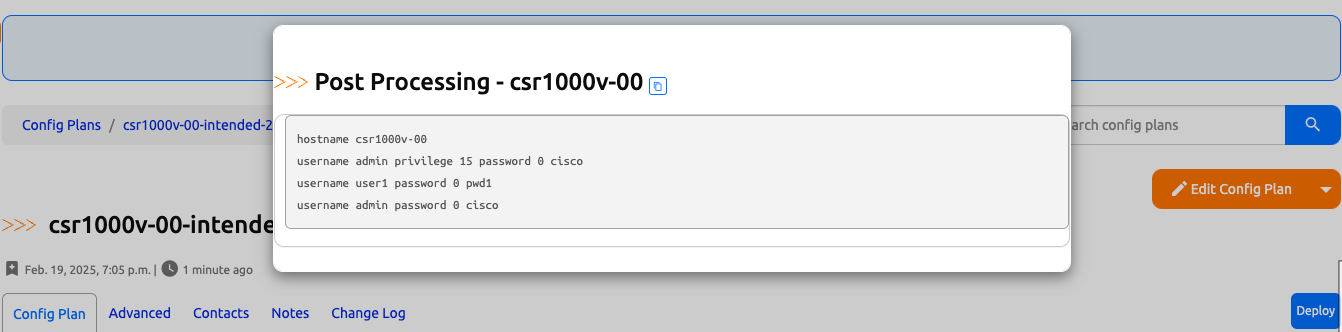 >>> Post Processing - csr1000v-00
hostname csr1000v-00
username admin privilege 15 password 0 cisco
username user1 password 0 pwd1
username admin password 0 cisco
Config Plans / csr1000v-00-intended-2
arch config plans
Edit Config Plan
>>> csr1000v-00-intende
Feb. 19, 2025, 7:05 p.m. | 1 minute ago
Config Plan Advanced Contacts Notes Change Log
Deploy